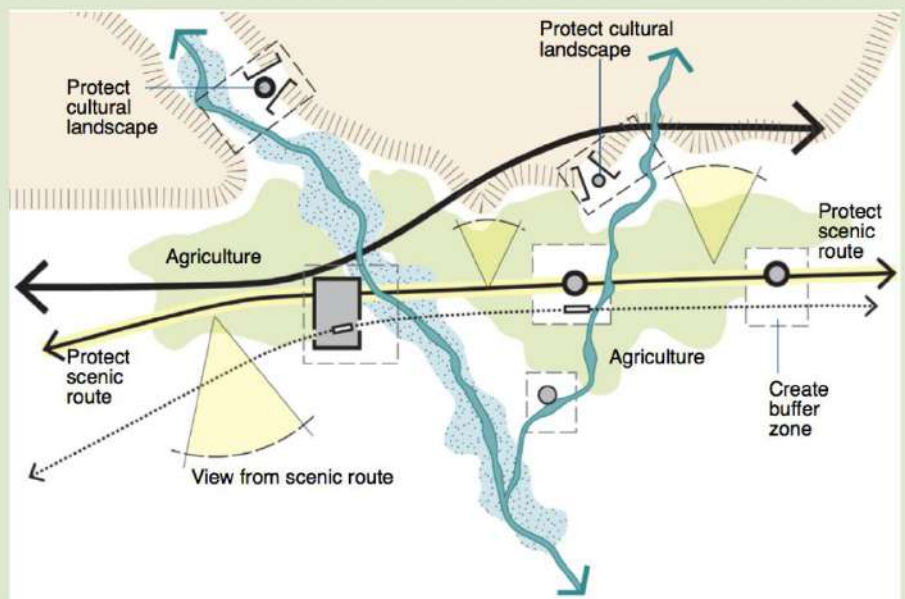 Protect cultural
landscape
Protect
cultural
landscape
Protect
scenic
route
Agriculture
Protect
scenic
route
Agriculture
Create
buffer
zone
View from scenic route